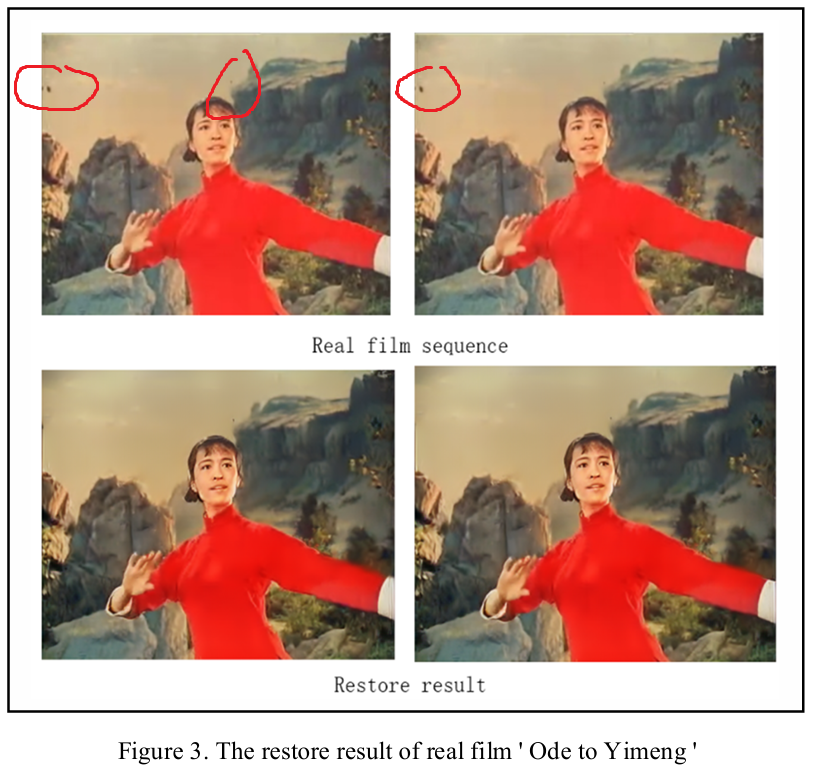 Real film sequence
Restore result
Figure 3. The restore result of real film ' Ode to Yimeng '